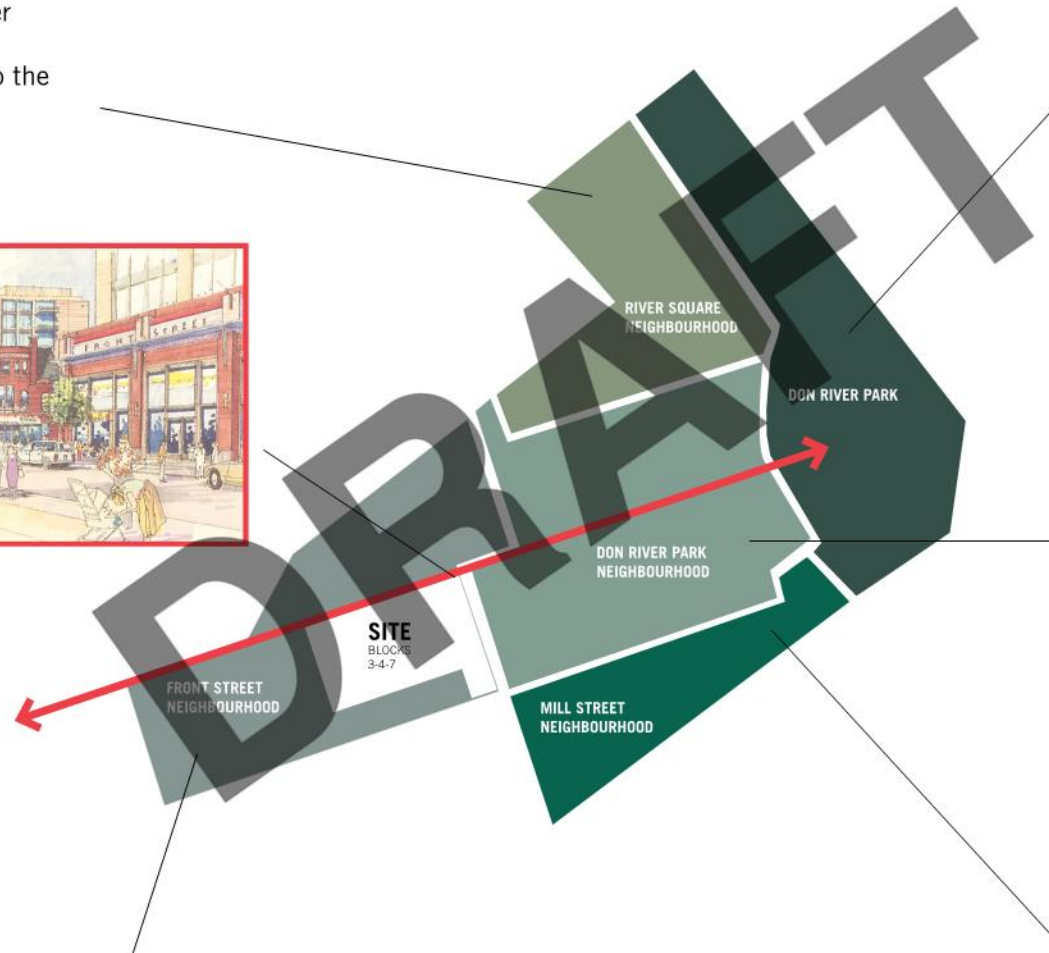 er
o the
FRONT STREET
RIVER SQUARE
NEIGHBOURHOOD
DON RIVER PARK
DON RIVER PARK
NEIGHBOURHOOD
SITE
BLOCKS
3-4-7
FRONT STREET
NEIGHBOURHOOD
MILL STREET
NEIGHBOURHOOD
DRAFT